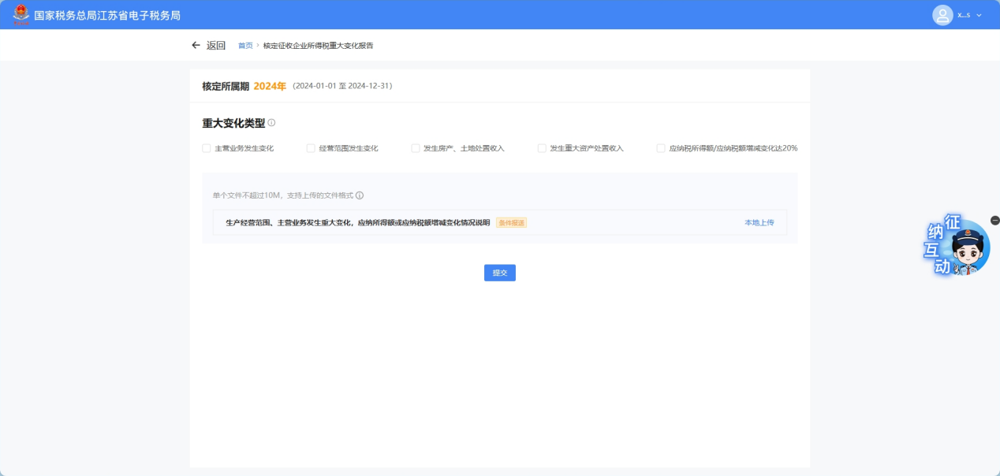 国家税务总局江苏省电子税务局
x...s
返回 首页 › 核定征收企业所得税重大变化报告
核定所属期 2024年 (2024-01-01 至 2024-12-31)
重大变化类型
主营业务发生变化 经营范围发生变化 发生房产、土地处置收入 发生重大资产处置收入 应纳税所得额/应纳税额增减变化达20%
单个文件不超过10M，支持上传的文件格式
生产经营范围、主营业务发生重大变化，应纳所得额或应纳税额增减变化情况说明 条件报送 本地上传
提交
征纳互动